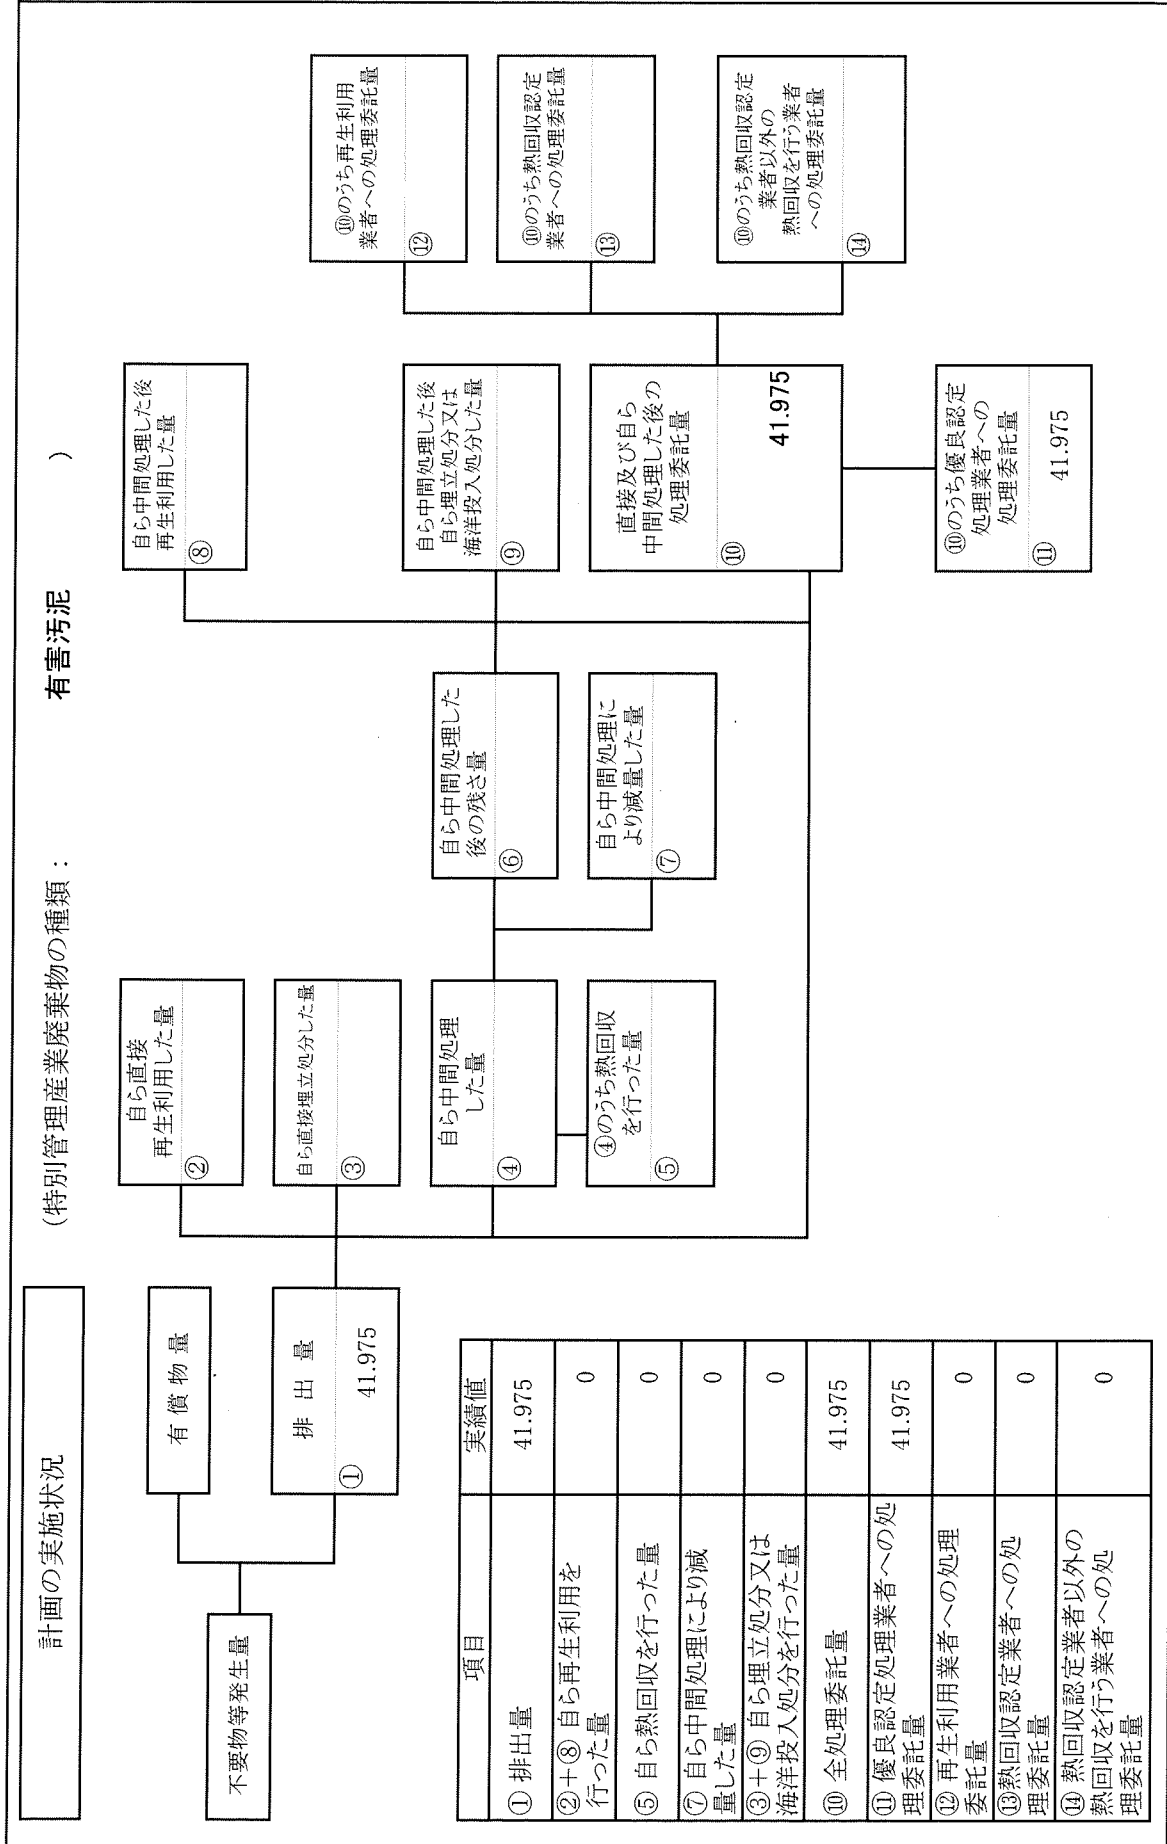 計画の実施状況
（特別管理産業廃棄物の種類：　有害汚泥　）
不要物等発生量
有償物量
排出量
①
41.975
自ら直接
再生利用した量
②
自ら直接埋立処分した量
③
自ら中間処理
した量
④
④のうち熱回収
を行った量
⑤
自ら中間処理した
後の残さ量
⑥
自ら中間処理に
より減量した量
⑦
自ら中間処理した後
再生利用した量
⑧
自ら中間処理した後
自ら埋立処分又は
海洋投入処分した量
⑨
直接及び自ら
中間処理した後の
処理委託量
⑩
41.975
⑩のうち優良認定
処理業者への
処理委託量
⑪
41.975
⑩のうち再生利用
業者への処理委託量
⑫
⑩のうち熱回収認定
業者への処理委託量
⑬
⑩のうち熱回収認定
業者以外の
熱回収を行う業者
への処理委託量
⑭
項目 実績値
① 排出量 41.975
②＋⑧ 自ら再生利用を
行った量 0
⑤ 自ら熱回収を行った量 0
⑦ 自ら中間処理により減
量した量 0
③＋⑨ 自ら埋立処分又は
海洋投入処分を行った量 0
⑩ 全処理委託量 41.975
⑪ 優良認定処理業者への処
理委託量 41.975
⑫ 再生利用業者への処理
委託量 0
⑬熱回収認定業者への処
理委託量 0
⑭ 熱回収認定業者以外の
熱回収を行う業者への処
理委託量 0